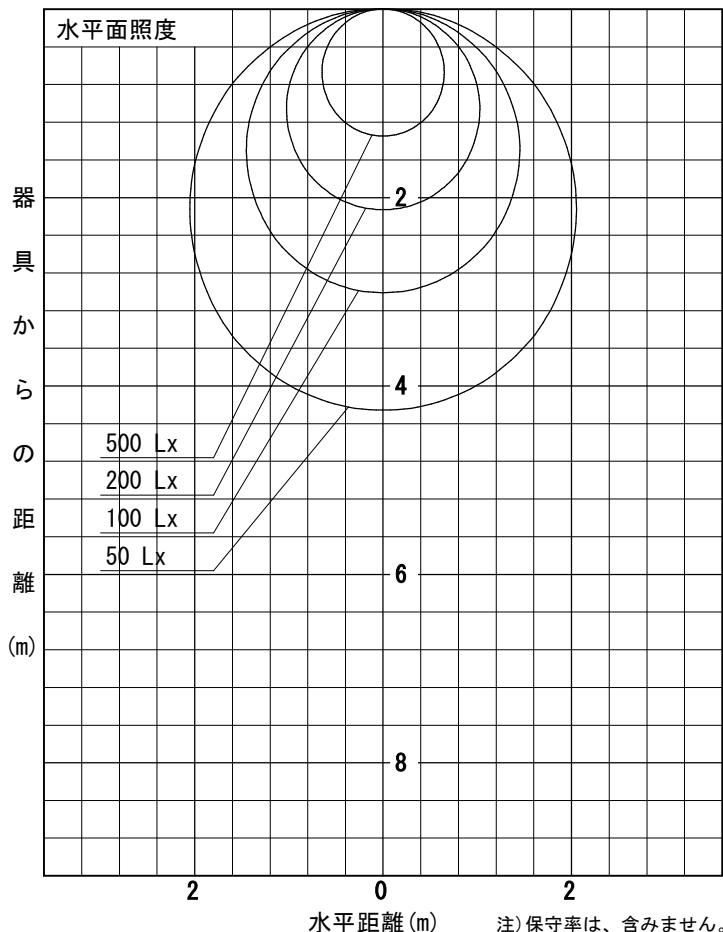 水平面照度
器具からの距離(m)
2
4
500 Lx
200 Lx
100 Lx
50 Lx
6
8
2
0
2
水平距離(m)
注)保守率は、含みません。